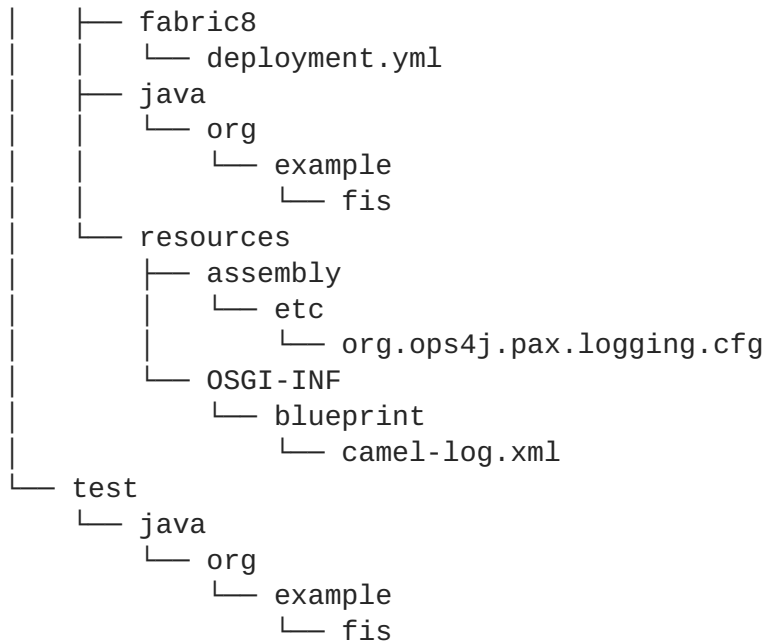 │   ├── fabric8
│   │   └── deployment.yml
│   ├── java
│   │   └── org
│   │       └── example
│   │           └── fis
│   └── resources
│       ├── assembly
│       │   └── etc
│       │       └── org.ops4j.pax.logging.cfg
│       └── OSGI-INF
│           └── blueprint
│               └── camel-log.xml
└── test
    └── java
        └── org
            └── example
                └── fis